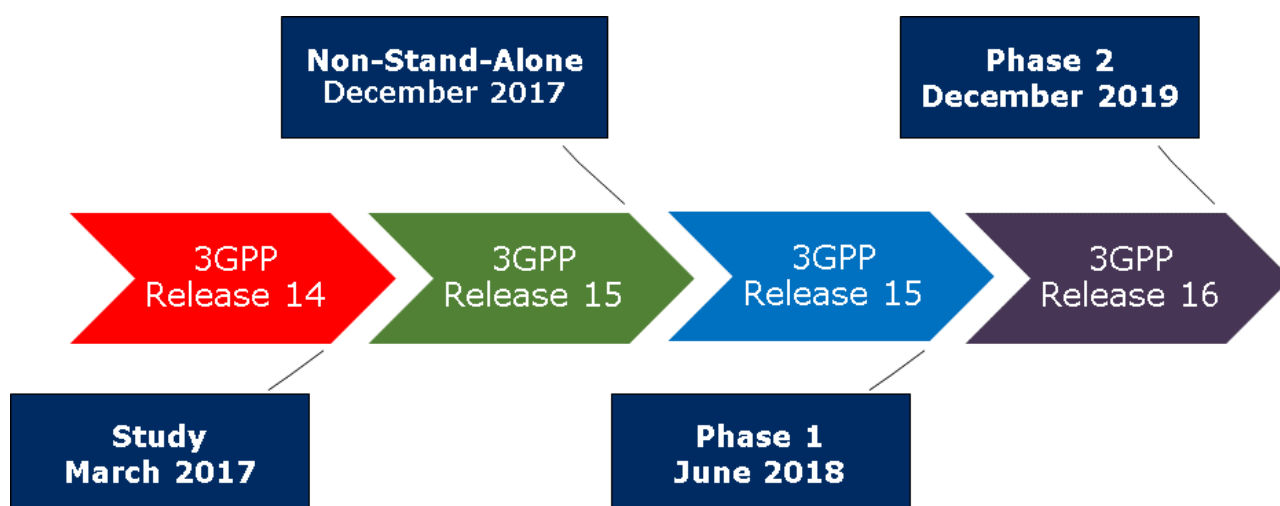 Non-Stand-Alone
December 2017
Phase 2
December 2019
3GPP
Release 14
3GPP
Release 15
3GPP
Release 15
3GPP
Release 16
Study
March 2017
Phase 1
June 2018